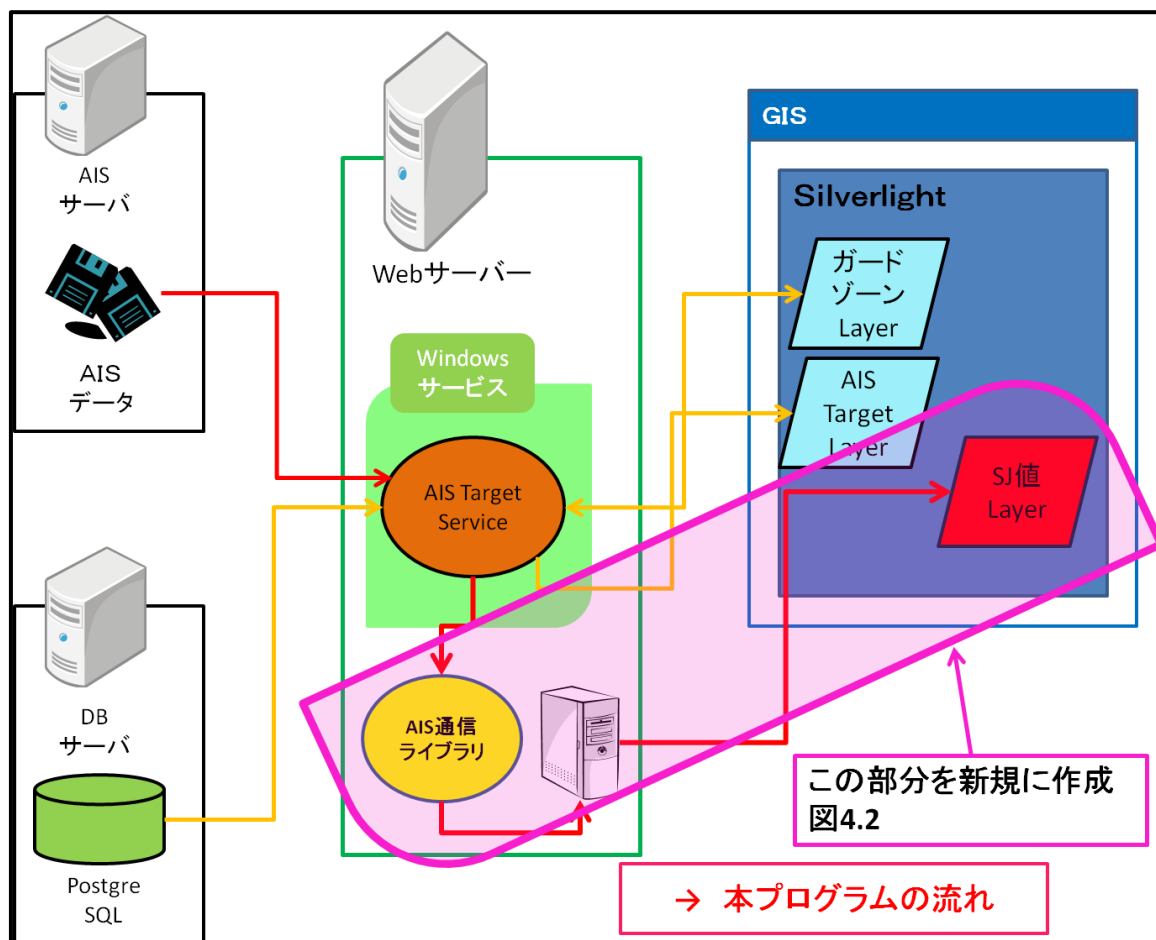 AIS
サーバ
AIS
データ
DB
サーバ
Postgre
SQL
Webサーバー
Windows
サービス
AIS Target
Service
AIS通信
ライブラリ
GIS
Silverlight
ガード
ゾーン
Layer
AIS
Target
Layer
SJ値
Layer
この部分を新規に作成
図4.2
→ 本プログラムの流れ